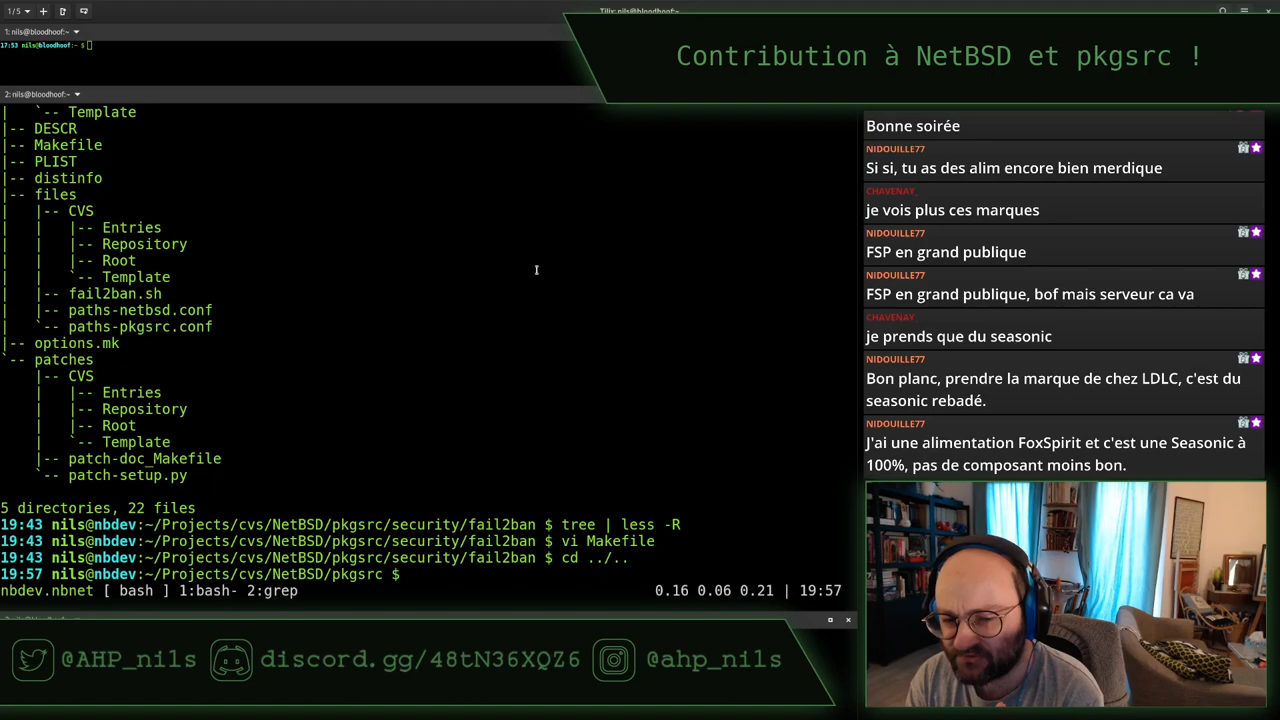 1/5
Tilix: nils@bloodhoof:~
1: nils@bloodhoof:~
17:53 nils@bloodhoof:~ $
Contribution à NetBSD et pkgsrc !
2: nils@bloodhoof:~
|   `-- Template
|-- DESCR
|-- Makefile
|-- PLIST
|-- distinfo
|-- files
|   |-- CVS
|   |   |-- Entries
|   |   |-- Repository
|   |   |-- Root
|   |   `-- Template
|   |-- fail2ban.sh
|   |-- paths-netbsd.conf
|   `-- paths-pkgsrc.conf
|-- options.mk
`-- patches
    |-- CVS
    |   |-- Entries
    |   |-- Repository
    |   |-- Root
    |   `-- Template
    |-- patch-doc_Makefile
    `-- patch-setup.py
5 directories, 22 files
19:43 nils@nbdev:~/Projects/cvs/NetBSD/pkgsrc/security/fail2ban $ tree | less -R
19:43 nils@nbdev:~/Projects/cvs/NetBSD/pkgsrc/security/fail2ban $ vi Makefile
19:43 nils@nbdev:~/Projects/cvs/NetBSD/pkgsrc/security/fail2ban $ cd ../..
19:57 nils@nbdev:~/Projects/cvs/NetBSD/pkgsrc $
nbdev.nbnet [ bash ] 1:bash- 2:grep
0.16 0.06 0.21 | 19:57
Bonne soirée
NIDOUILLE77
Si si, tu as des alim encore bien merdique
CHAVENAY_
je vois plus ces marques
NIDOUILLE77
FSP en grand publique
NIDOUILLE77
FSP en grand publique, bof mais serveur ca va
CHAVENAY_
je prends que du seasonic
NIDOUILLE77
Bon planc, prendre la marque de chez LDLC, c'est du
seasonic rebadé.
NIDOUILLE77
J'ai une alimentation FoxSpirit et c'est une Seasonic à
100%, pas de composant moins bon.
@AHP_nils
discord.gg/48tN36XQZ6
@ahp_nils